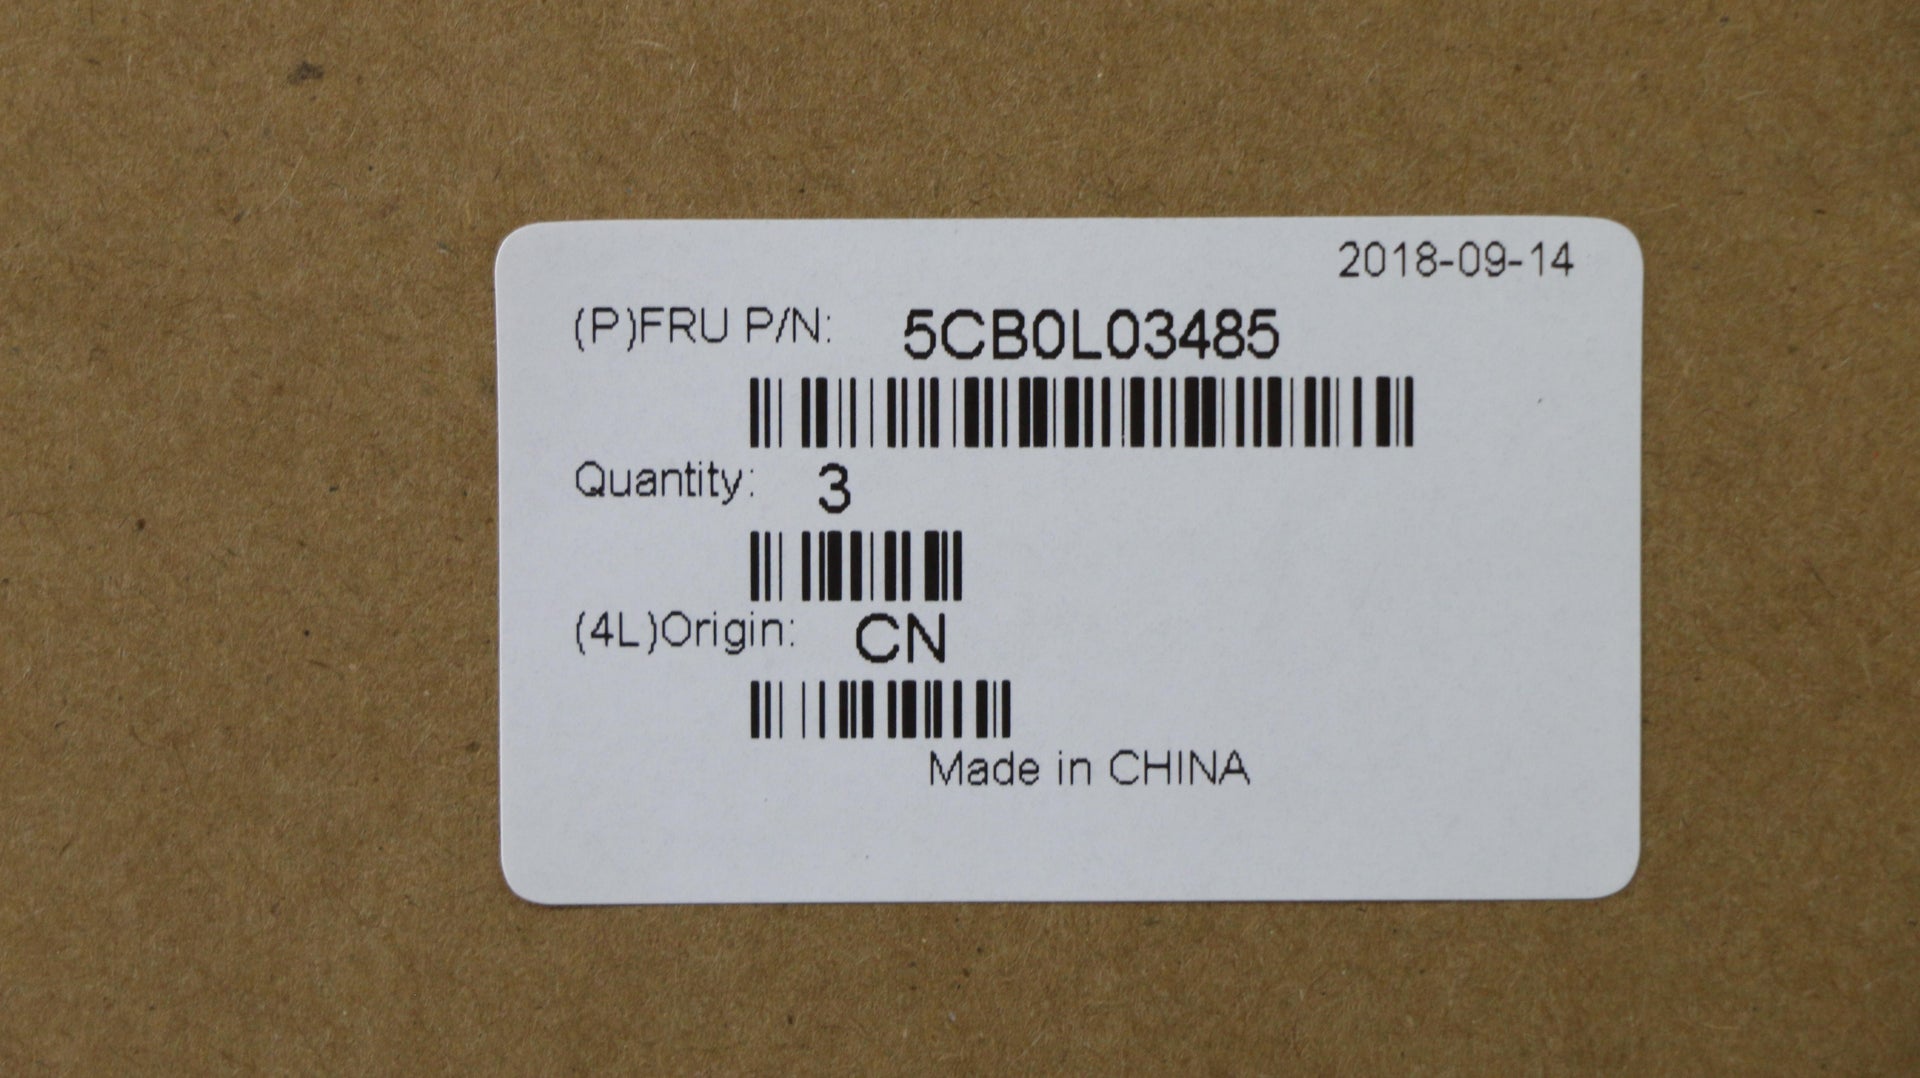 2018-09-14
(P)FRU P/N: 5CB0L03485
Quantity: 3
(4L)Origin: CN
Made in CHINA